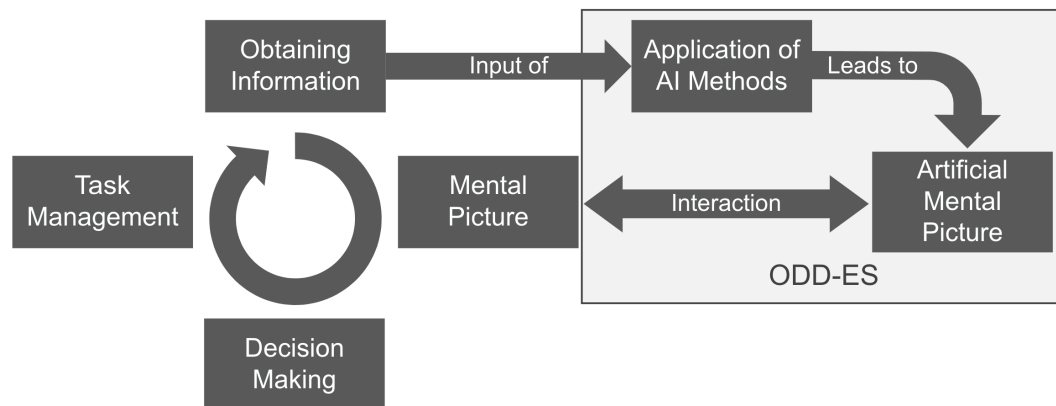 Obtaining
Information
Input of
Application of
AI Methods
Leads to
Task
Management
Mental
Picture
Interaction
Artificial
Mental
Picture
ODD-ES
Decision
Making